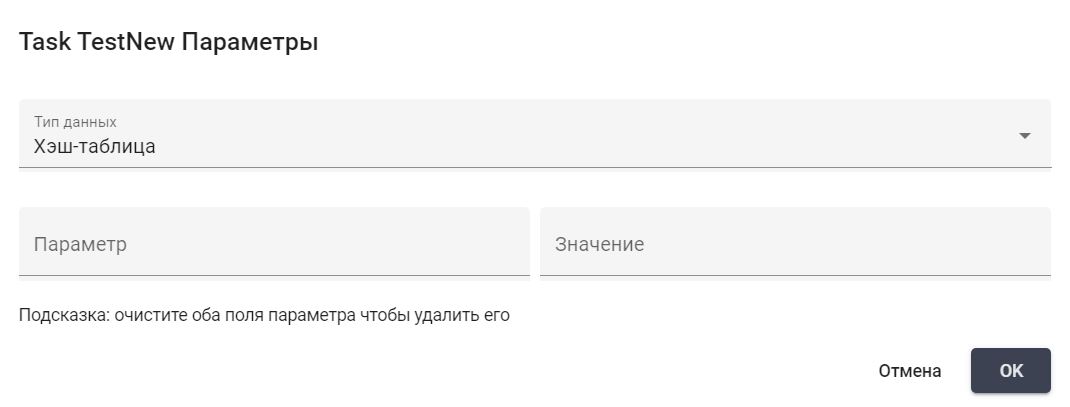 Task TestNew Параметры
Тип данных
Хэш-таблица
Параметр
Значение
Подсказка: очистите оба поля параметра чтобы удалить его
Отмена
OK